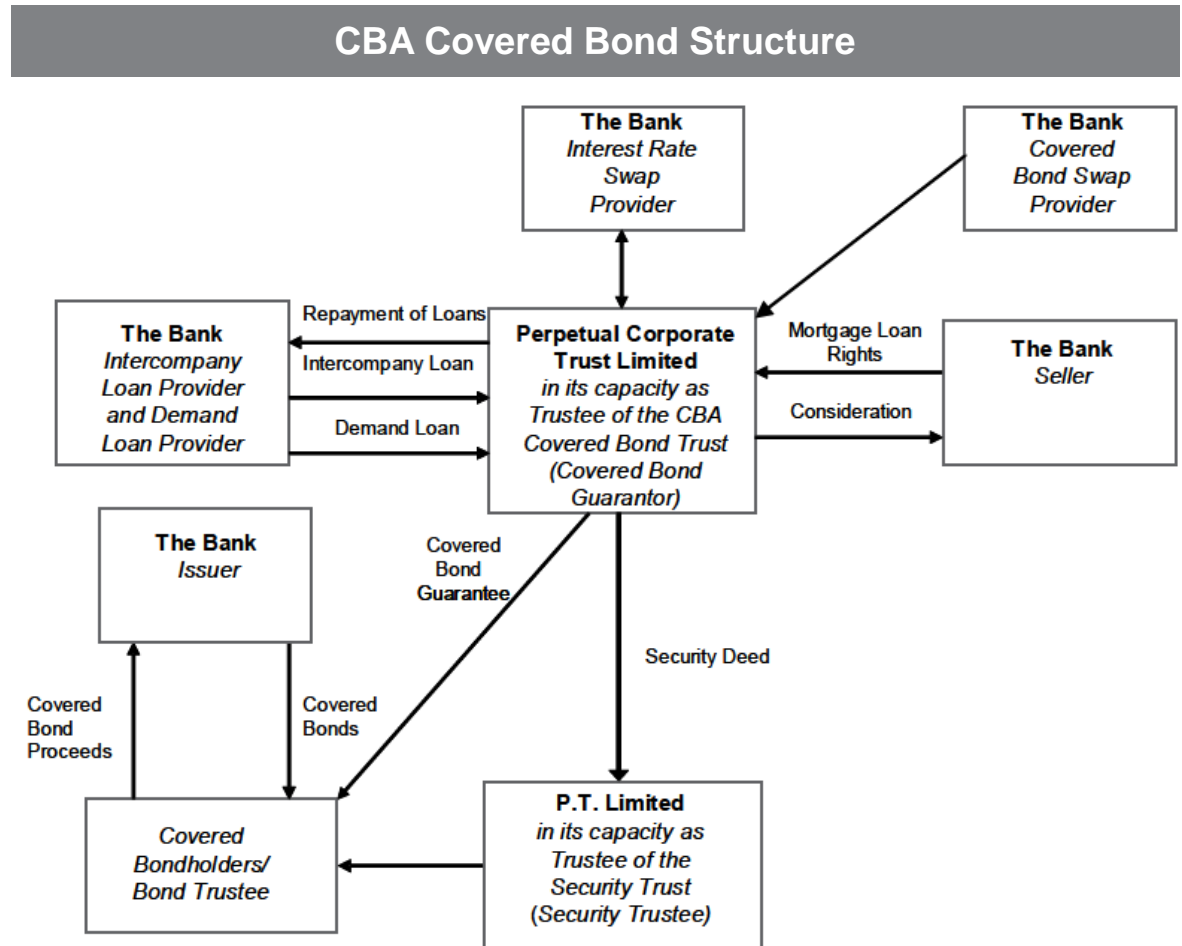 CBA Covered Bond Structure
The Bank
Interest Rate
Swap
Provider
The Bank
Covered
Bond Swap
Provider
The Bank
Intercompany
Loan Provider
and Demand
Loan Provider
Repayment of Loans
Intercompany Loan
Demand Loan
Perpetual Corporate
Trust Limited
in its capacity as
Trustee of the CBA
Covered Bond Trust
(Covered Bond
Guarantor)
Mortgage Loan
Rights
Consideration
The Bank
Seller
The Bank
Issuer
Covered
Bond
Guarantee
Security Deed
Covered
Bond
Proceeds
Covered
Bonds
Covered
Bondholders/
Bond Trustee
P.T. Limited
in its capacity as
Trustee of the
Security Trust
(Security Trustee)